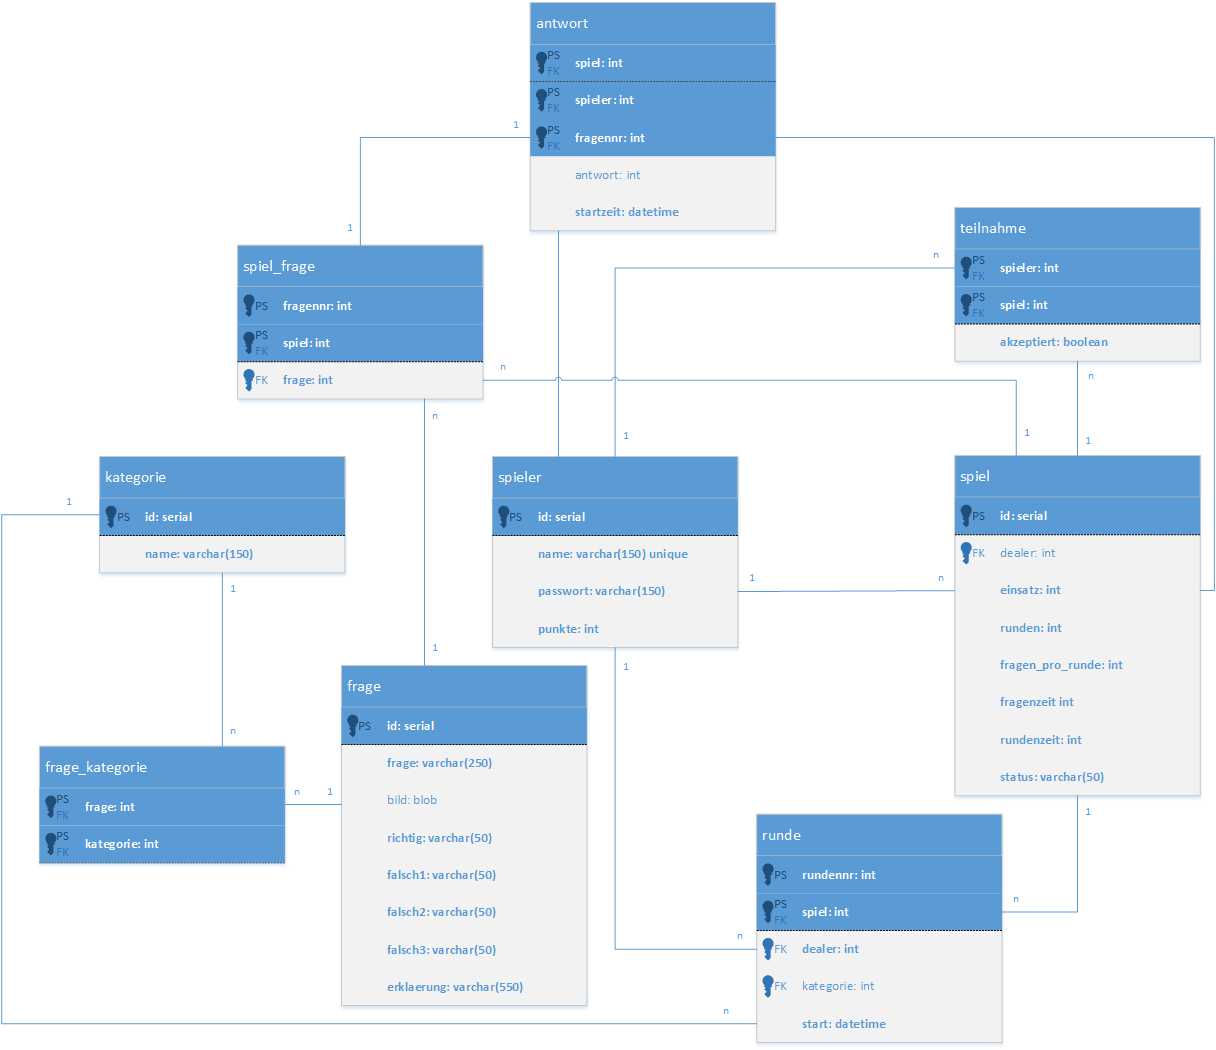 antwort
PS
FK
spiel: int
PS
FK
spieler: int
PS
FK
fragennr: int
antwort: int
startzeit: datetime
1
1
spiel_frage
PS
fragennr: int
PS
FK
spiel: int
FK
frage: int
n
n
teilnahme
PS
FK
spieler: int
PS
FK
spiel: int
akzeptiert: boolean
n
n
1
1
1
kategorie
PS
id: serial
name: varchar(150)
1
1
spieler
PS
id: serial
name: varchar(150) unique
passwort: varchar(150)
punkte: int
1
n
1
spiel
PS
id: serial
FK
dealer: int
einsatz: int
runden: int
fragen_pro_runde: int
fragenzeit int
rundenzeit: int
status: varchar(50)
1
1
frage
PS
id: serial
frage: varchar(250)
bild: blob
richtig: varchar(50)
falsch1: varchar(50)
falsch2: varchar(50)
falsch3: varchar(50)
erklaerung: varchar(550)
n
frage_kategorie
PS
FK
frage: int
PS
FK
kategorie: int
n
1
runde
PS
rundennr: int
PS
FK
spiel: int
FK
dealer: int
FK
kategorie: int
start: datetime
n
n
n